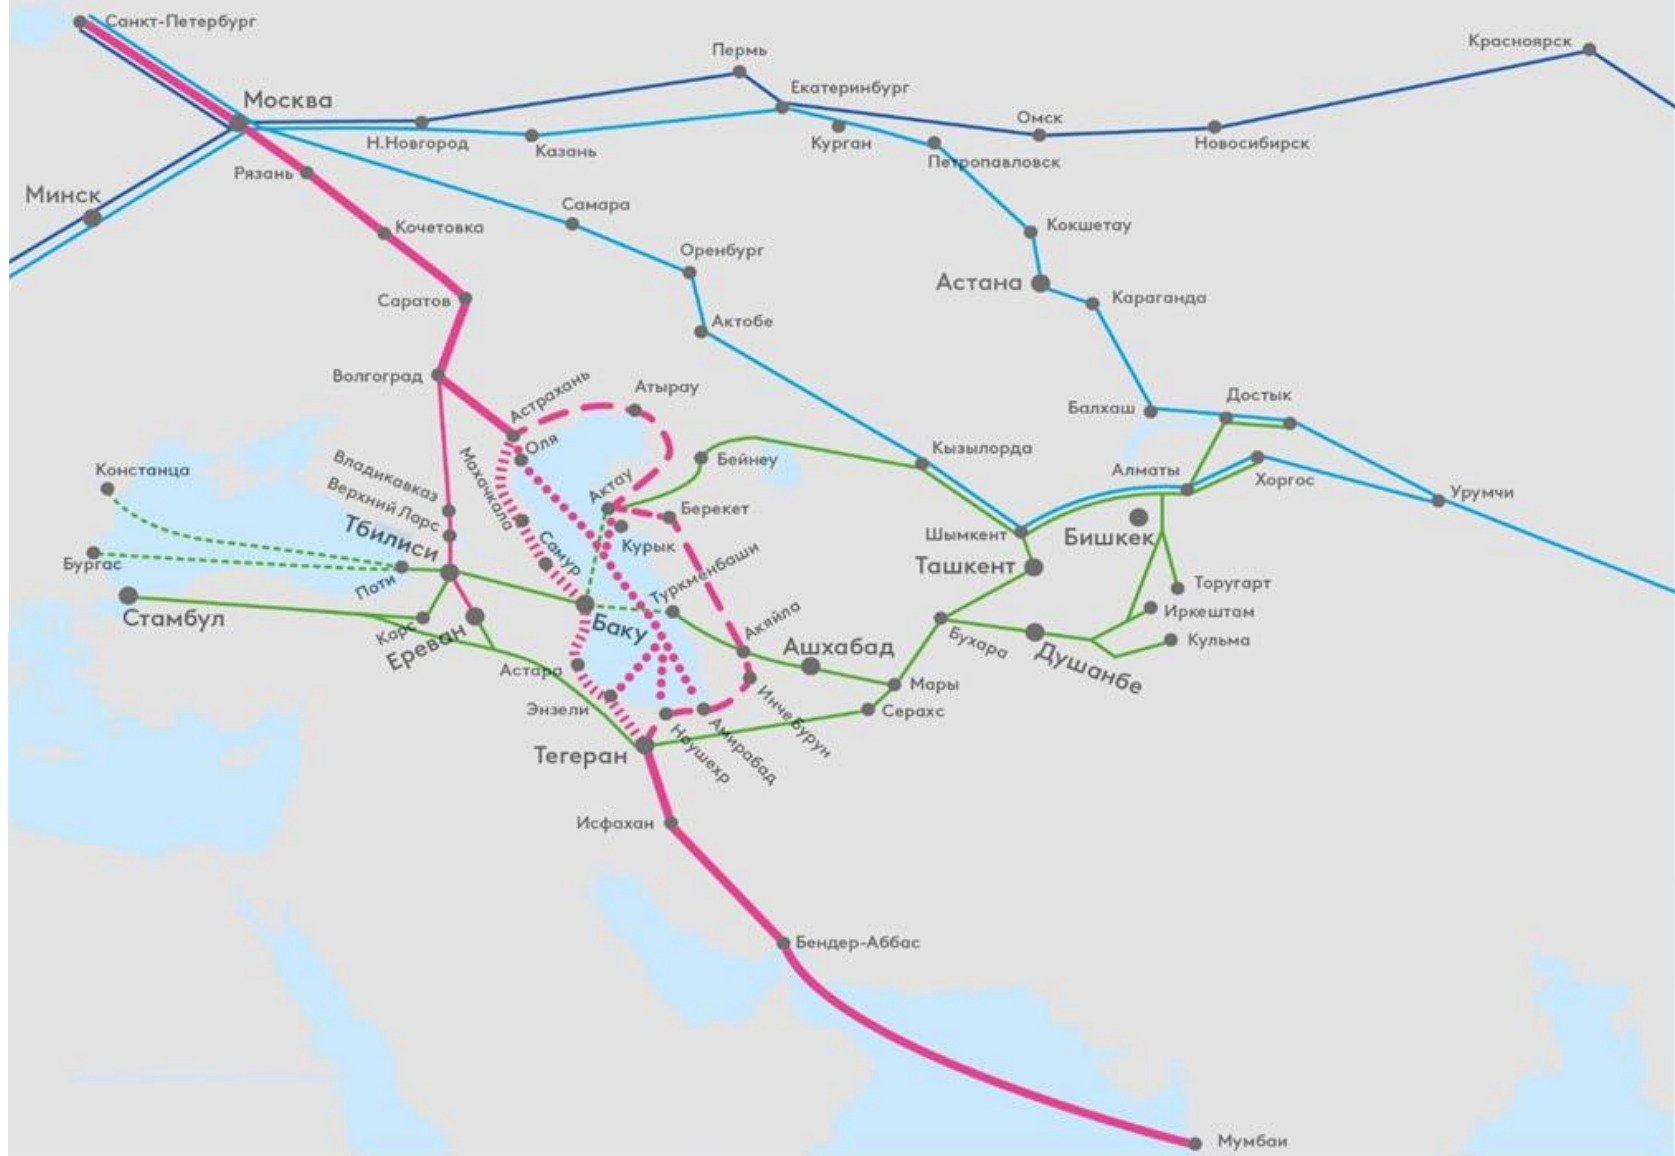 Санкт-Петербург
Пермь
Красноярск
Москва
Екатеринбург
Омск
Н.Новгород
Казань
Курган
Новосибирск
Петропавловск
Рязань
Минск
Самара
Кочетовка
Кокшетау
Оренбург
Астана
Караганда
Саратов
Актобе
Волгоград
Астрахань
Атырау
Достык
Балхаш
Оля
Кызылорда
Бейнеу
Констанца
Владикавказ
Махачкала
Алматы
Хоргос
Урумчи
Верхний Ларс
Актау
Берекет
Тбилиси
Шымкент
Бишкек
Курык
Самур
Бургас
Поти
Туркменбаши
Ташкент
Торугарт
Стамбул
Карс
Баку
Акяйла
Иркештам
Ереван
Ашхабад
Бухара
Душанбе
Кульма
Астара
Мары
Энзели
Инче Бурун
Серахс
Тегеран
Ноушехр
Амирабад
Исфахан
Бендер-Аббас
Мумбаи